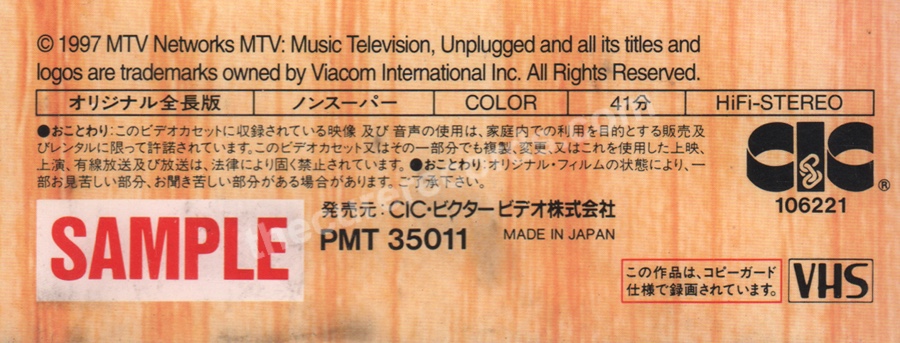 © 1997 MTV Networks MTV: Music Television, Unplugged and all its titles and
logos are trademarks owned by Viacom International Inc. All Rights Reserved.
オリジナル全長版 ノンスーパー COLOR 41分 HiFi-STEREO
●おことわり:このビデオカセットに収録されている映像 及び 音声の使用は、家庭内での利用を目的とする販売及
びレンタルに限って許諾されています。このビデオカセット又はその一部分でも複製、変更、又はこれを使用した上映、
上演、有線放送及び放送は、法律により固く禁止されています。●おことわり:オリジナル・フィルムの状態により、一
部お見苦しい部分、お聞き苦しい部分がある場合があります。ご了承下さい。
CIC®
106221
SAMPLE
発売元:CIC・ビクター ビデオ株式会社
PMT 35011 MADE IN JAPAN
この作品は、コピーガード
仕様で録画されています。
VHS